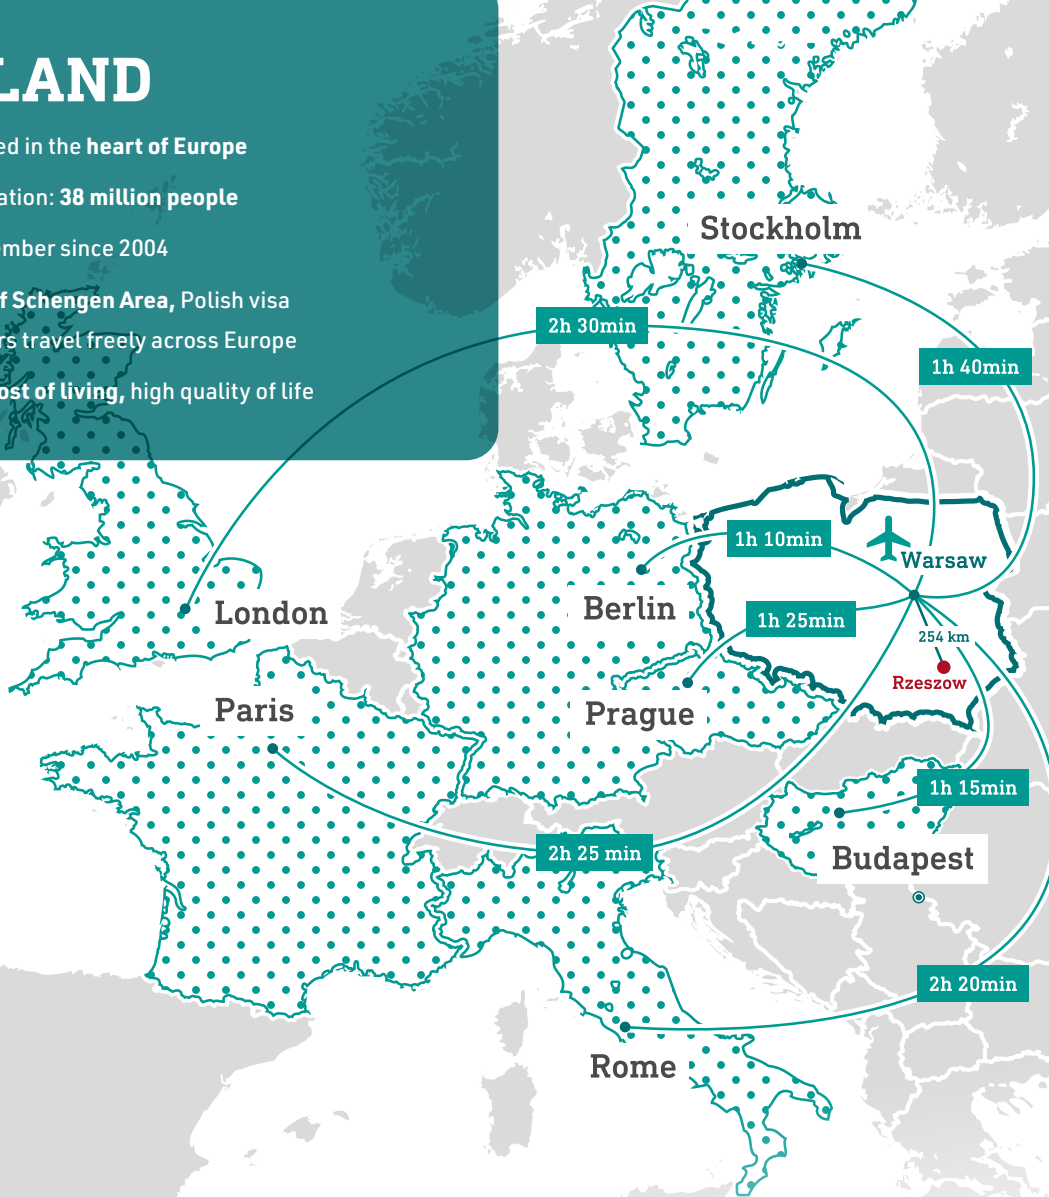 LAND
ed in the heart of Europe
ation: 38 million people
ember since 2004
f Schengen Area, Polish visa
rs travel freely across Europe
ost of living, high quality of life
Stockholm
2h 30min
1h 40min
1h 10min
Warsaw
London
Berlin
1h 25min
254 km
Rzeszow
Paris
Prague
1h 15min
2h 25 min
Budapest
2h 20min
Rome